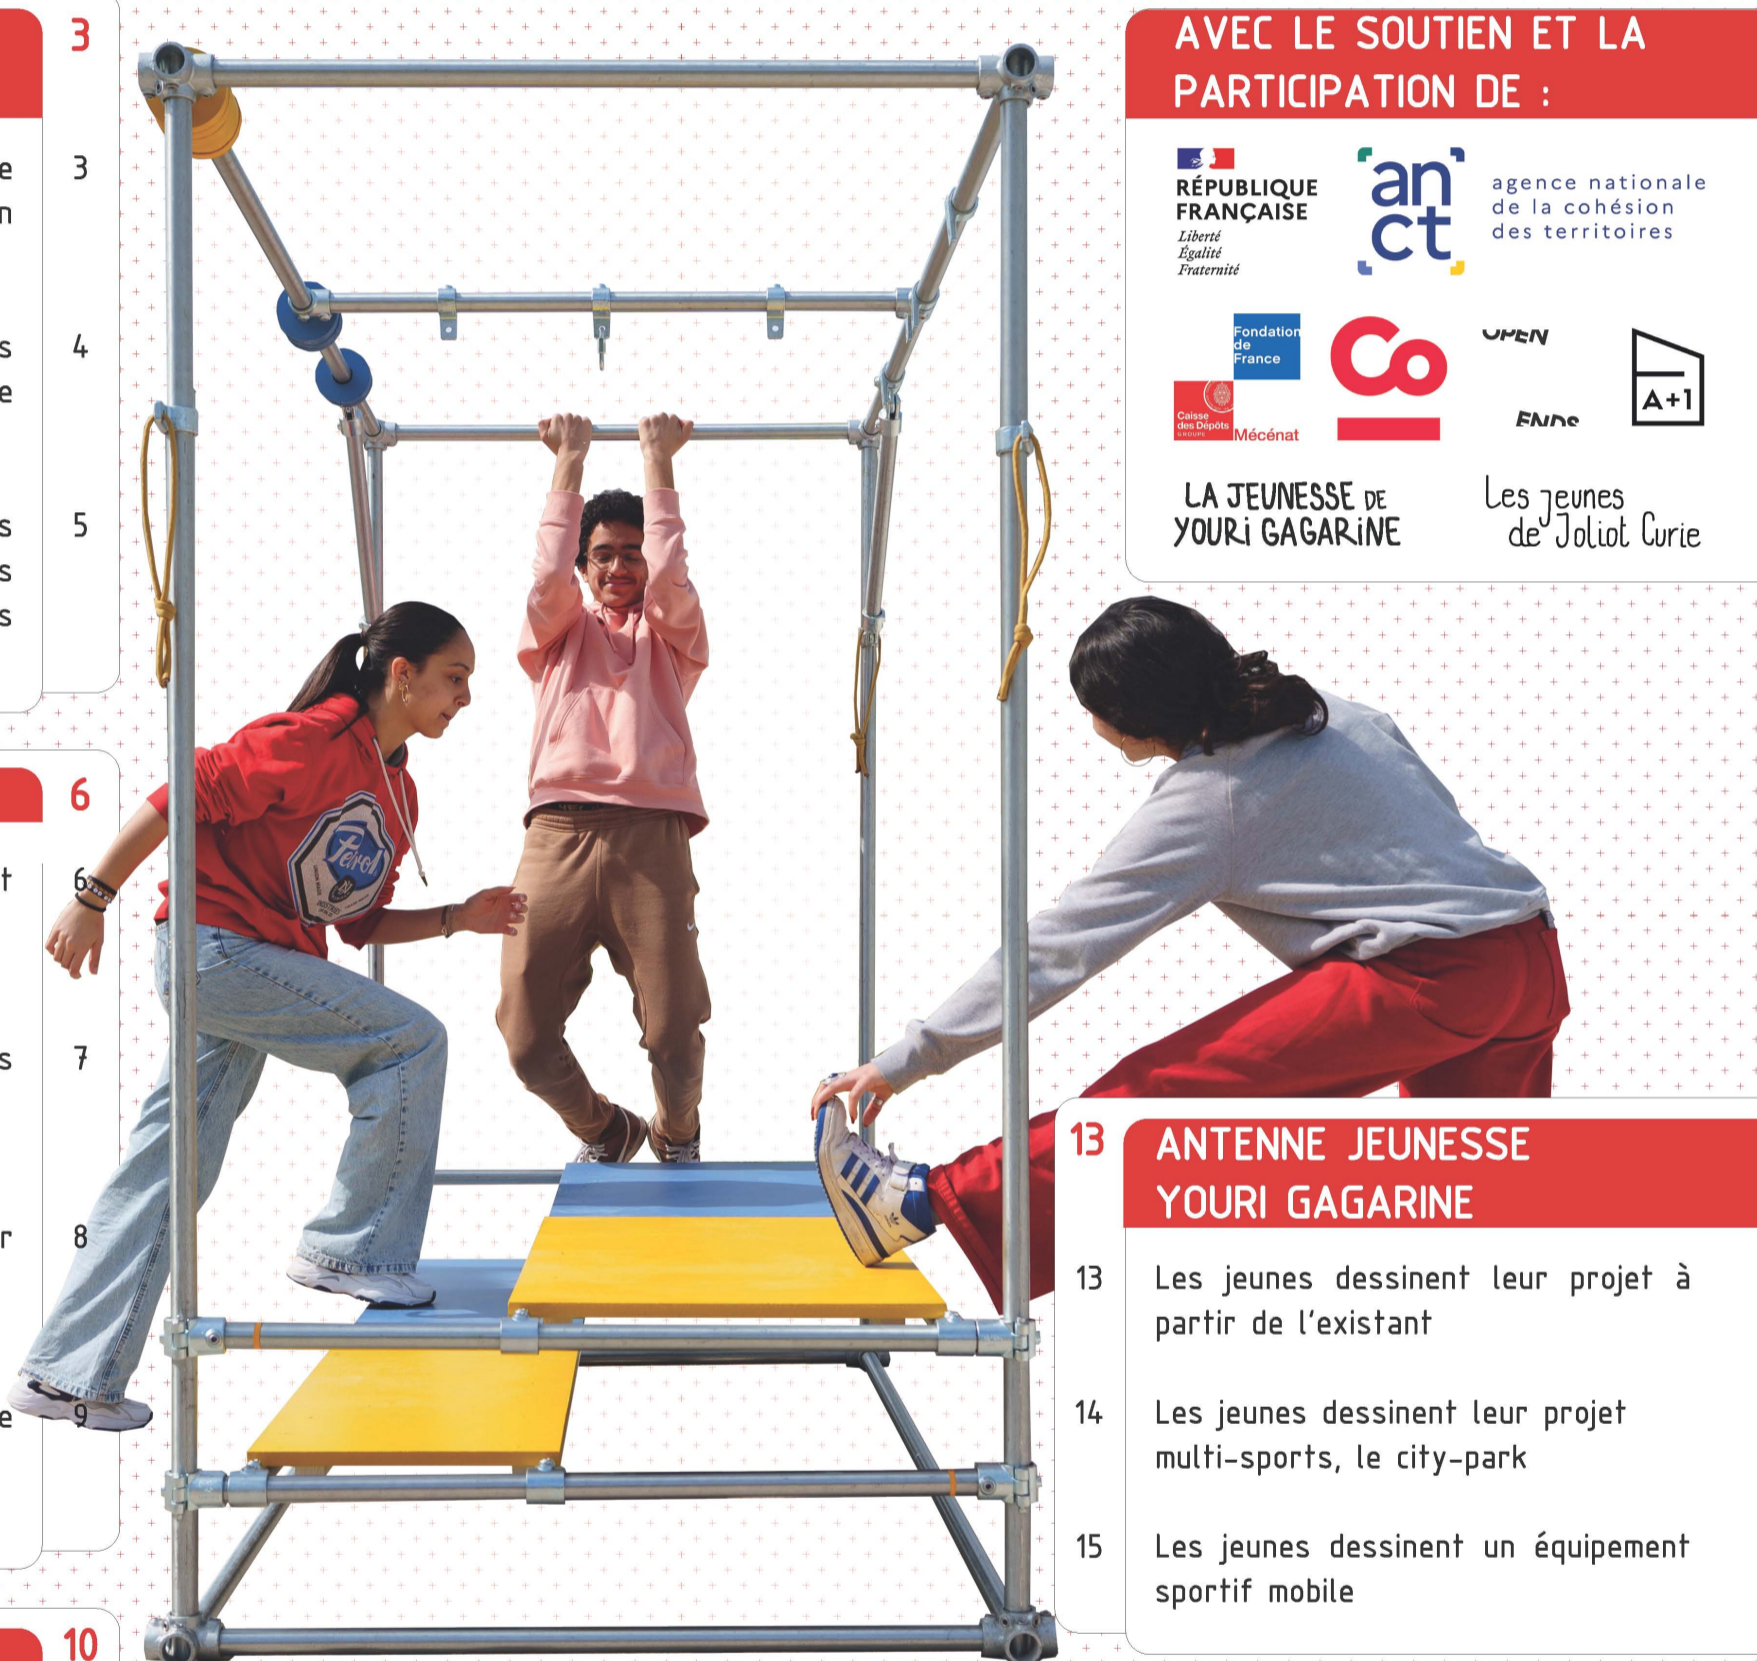 3
e
3
n
s
4
e
s
5
s
s
6
t
6
s
7
r
8
e
9
10
AVEC LE SOUTIEN ET LA
PARTICIPATION DE :
RÉPUBLIQUE
FRANÇAISE
Liberté
Égalité
Fraternité
an
ct
agence nationale
de la cohésion
des territoires
Fondation
de
France
Caisse
des Dépôts
GROUPE
Mécénat
Co
OPEN
ENDS
A+1
LA JEUNESSE DE
YOURI GAGARINE
Les jeunes
de Joliot Curie
Ferrol
13 ANTENNE JEUNESSE
YOURI GAGARINE
13 Les jeunes dessinent leur projet à
partir de l'existant
14 Les jeunes dessinent leur projet
multi-sports, le city-park
15 Les jeunes dessinent un équipement
sportif mobile